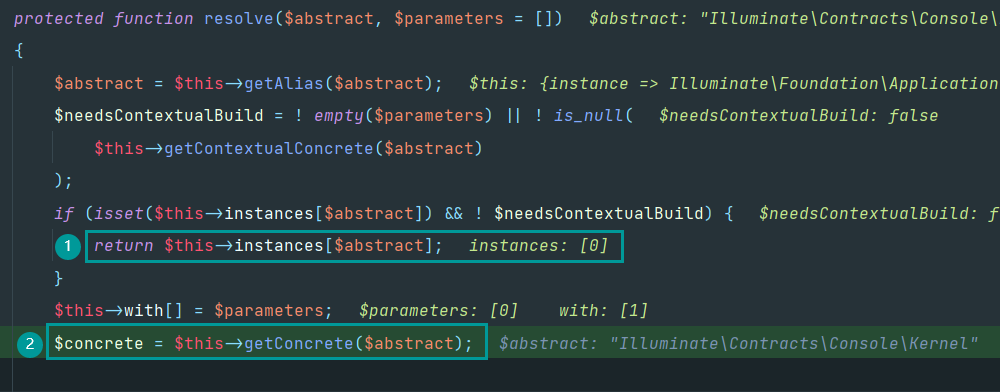 protected function resolve($abstract, $parameters = [])   $abstract: "Illuminate\Contracts\Console\
{
$abstract = $this->getAlias($abstract);   $this: {instance => Illuminate\Foundation\Application
$needsContextualBuild = ! empty($parameters) || ! is_null(   $needsContextualBuild: false
$this->getContextualConcrete($abstract)
);
if (isset($this->instances[$abstract]) && ! $needsContextualBuild) {   $needsContextualBuild: f
1 return $this->instances[$abstract];   instances: [0]
}
$this->with[] = $parameters;   $parameters: [0]    with: [1]
2 $concrete = $this->getConcrete($abstract);   $abstract: "Illuminate\Contracts\Console\Kernel"